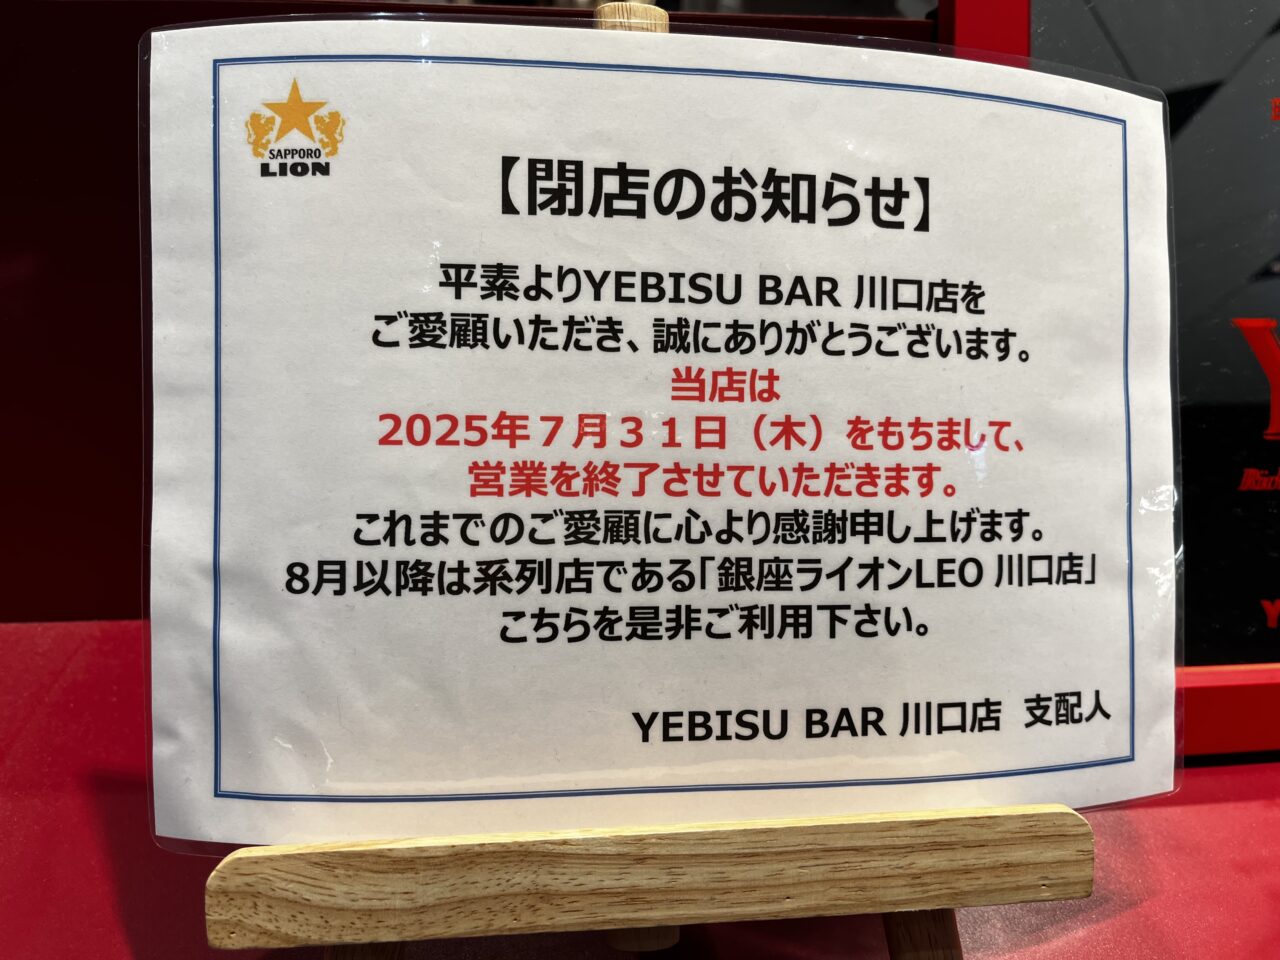 SAPPORO
LION
【閉店のお知らせ】
平素よりYEBISU BAR 川口店を
ご愛顧いただき、誠にありがとうございます。
当店は
2025年７月３１日（木）をもちまして、
営業を終了させていただきます。
これまでのご愛顧に心より感謝申し上げます。
8月以降は系列店である「銀座ライオンLEO 川口店」
こちらを是非ご利用下さい。
YEBISU BAR 川口店 支配人